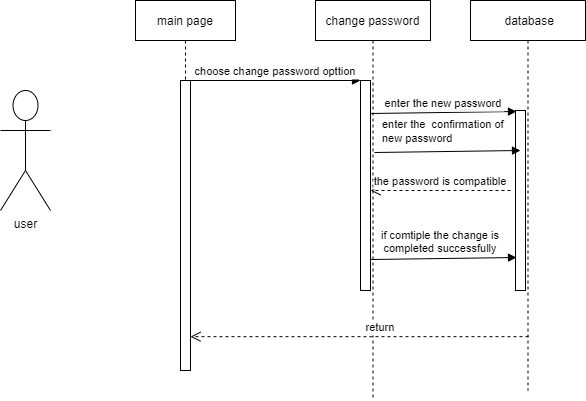 main page
change password
database
choose change password opttion
enter the new password
enter the  confirmation of
new password
the password is compatible
user
if comtiple the change is
completed successfully
return